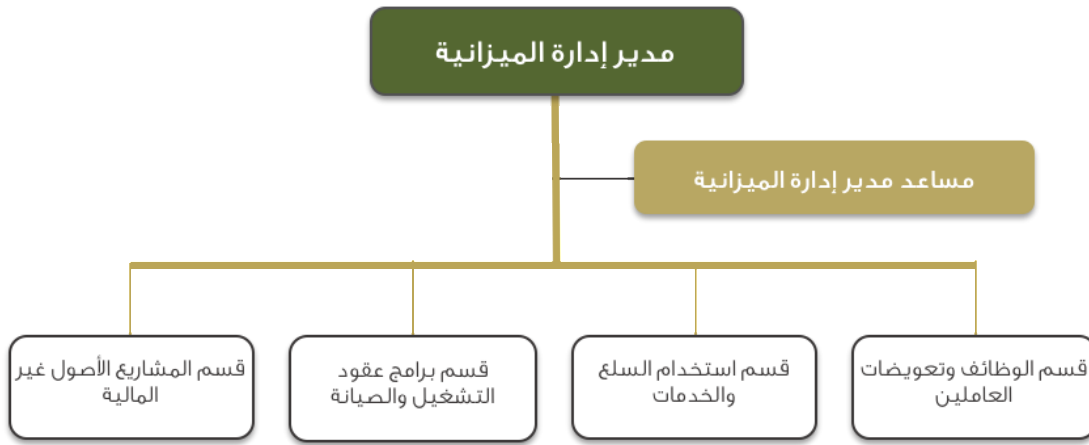 مدير إدارة الميزانية
مساعد مدير إدارة الميزانية
قسم الوظائف وتعويضات
العاملين
قسم استخدام السلع
والخدمات
قسم برامج عقود
التشغيل والصيانة
قسم المشاريع الأصول غير
المالية